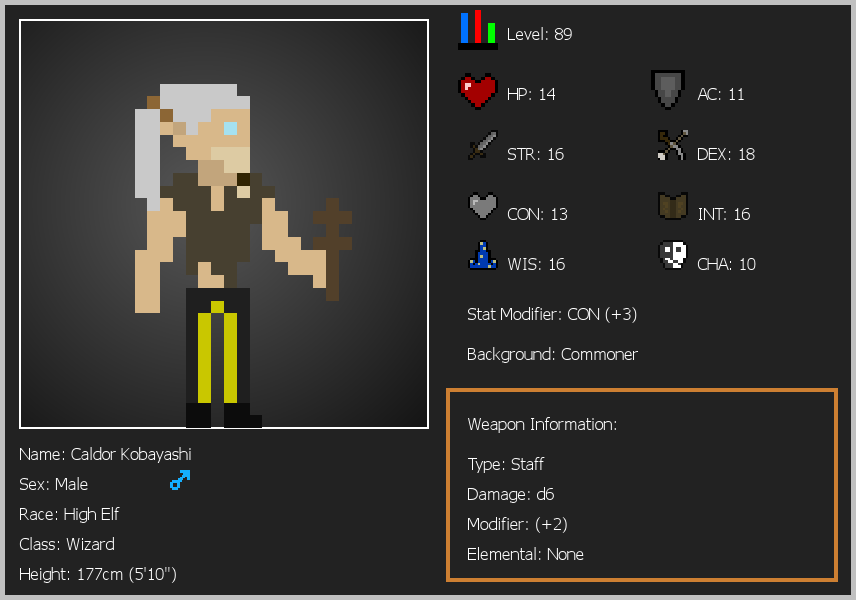 Level: 89
HP: 14
AC: 11
STR: 16
DEX: 18
CON: 13
INT: 16
WIS: 16
CHA: 10
Stat Modifier: CON (+3)
Background: Commoner
Weapon Information:
Type: Staff
Damage: d6
Modifier: (+2)
Elemental: None
Name: Caldor Kobayashi
Sex: Male
Race: High Elf
Class: Wizard
Height: 177cm (5'10")